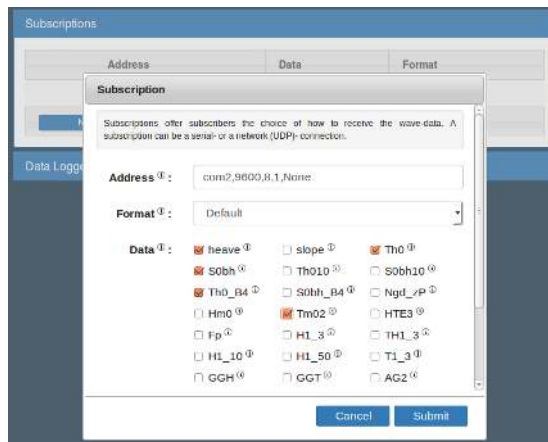 Subscriptions
Address Data Format
Subscription
Subscriptions offer subscribers the choice of how to receive the wave-data. A
subscription can be a serial- or a network (UDP)- connection.
Address : com2,9600,8.1,None
Format : Default
Data : heave slope Th0
S0bh Th010 S0bh10
Th0_B4 S0bh_B4 Ngd_zP
Hm0 Tm02 HTE3
Fp H1_3 TH1_3
H1_10 H1_50 T1_3
GGH GGT AG2
Cancel Submit
Data Logge